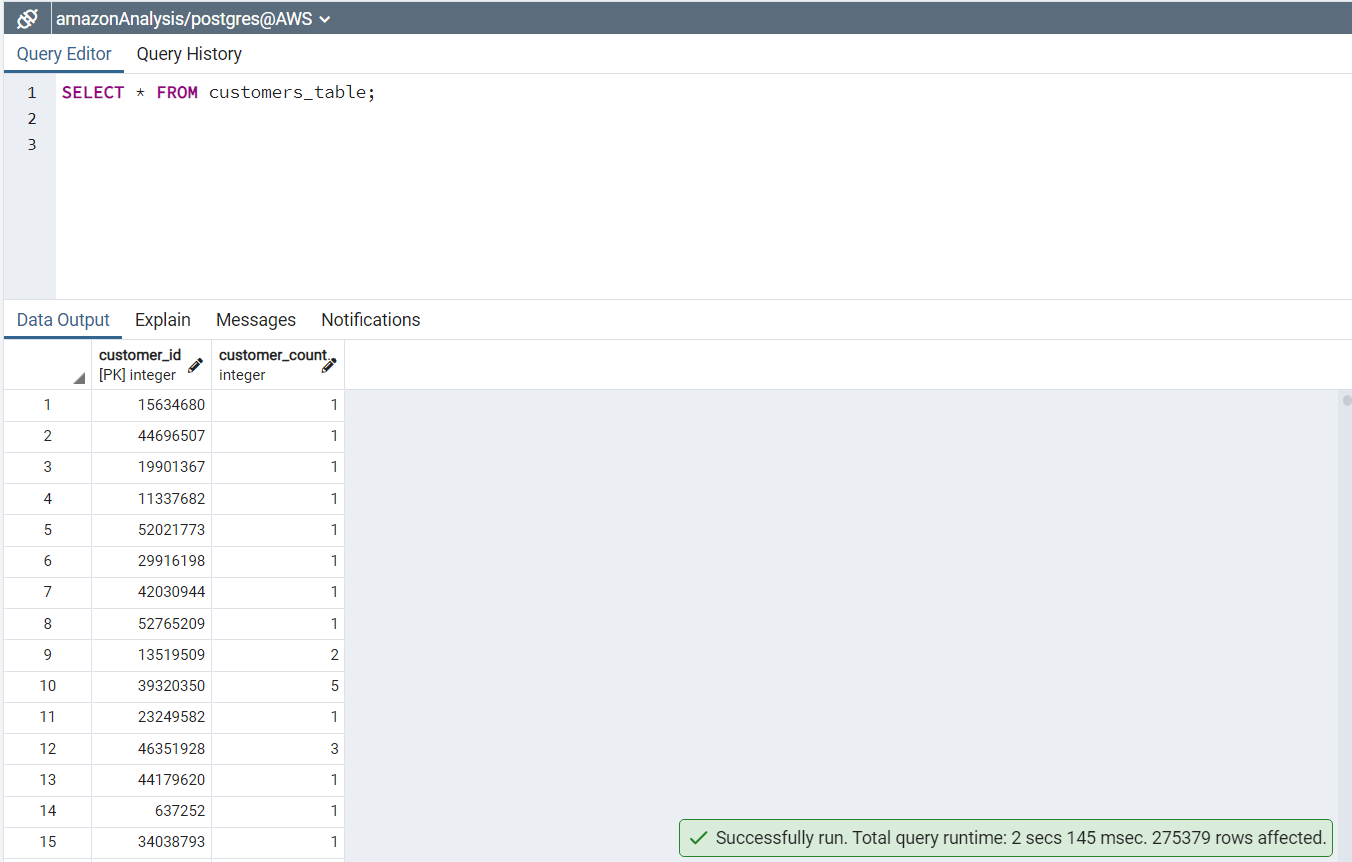 amazonAnalysis/postgres@AWS
Query Editor Query History
1 SELECT * FROM customers_table;
2
3
Data Output Explain Messages Notifications
customer_id customer_count
[PK] integer integer
1 15634680 1
2 44696507 1
3 19901367 1
4 11337682 1
5 52021773 1
6 29916198 1
7 42030944 1
8 52765209 1
9 13519509 2
10 39320350 5
11 23249582 1
12 46351928 3
13 44179620 1
14 637252 1
15 34038793 1
Successfully run. Total query runtime: 2 secs 145 msec. 275379 rows affected.